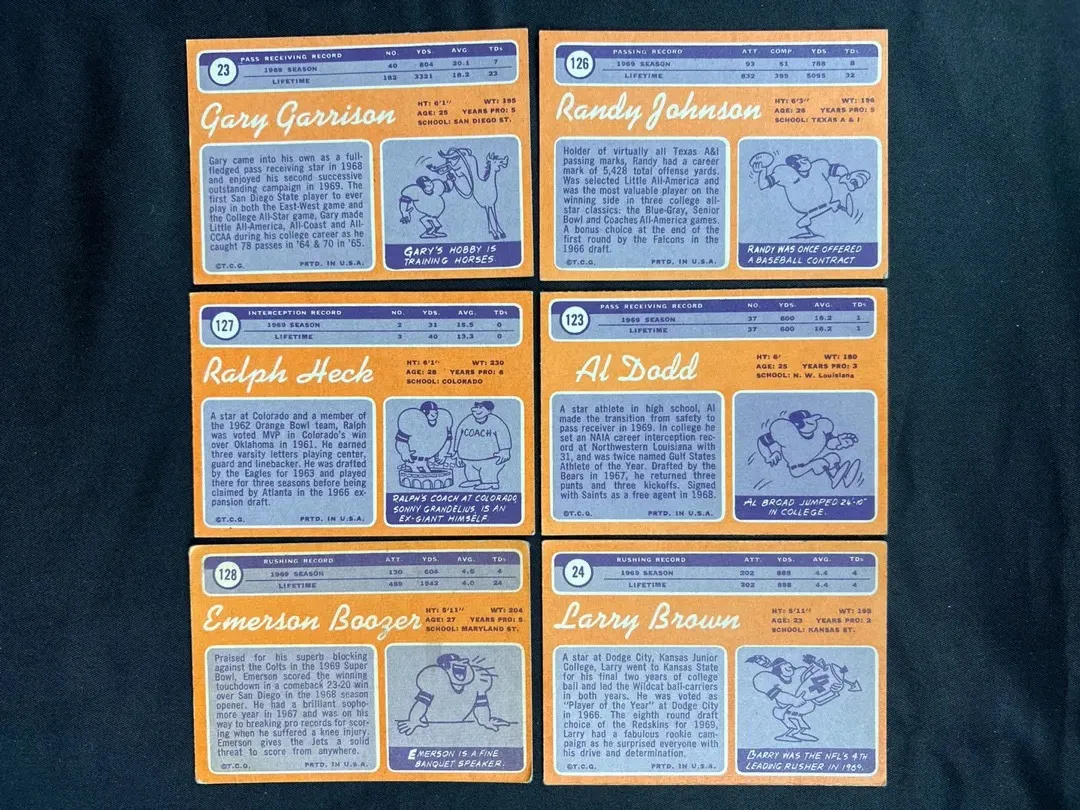 23
PASS RECEIVING RECORD NO. YDS. AVG. TDs
1969 SEASON 40 804 20.1 7
LIFETIME 182 3321 18.2 23
Gary Garrison
HT: 6'1" WT: 195
AGE: 25 YEARS PRO: 5
SCHOOL: SAN DIEGO ST.
Gary came into his own as a full-
fledged pass receiving star in 1968
and enjoyed his second successive
outstanding campaign in 1969. The
first San Diego State player to ever
play in both the East-West game and
the College All-Star game, Gary made
Little All-America, All-Coast and All-
CCAA during his college career as he
caught 78 passes in '64 & 70 in '65.
©T.C.G. PRTD. IN U.S.A.
GARY'S HOBBY IS
TRAINING HORSES.
126
PASSING RECORD ATT. COMP. YDS. TDs
1969 SEASON 93 51 788 8
LIFETIME 832 395 5095 32
Randy Johnson
HT: 6'3" WT: 196
AGE: 26 YEARS PRO: 5
SCHOOL: TEXAS A & I
Holder of virtually all Texas A&I
passing marks, Randy had a career
mark of 5,428 total offense yards.
Was selected Little All-America and
was the most valuable player on the
winning side in three college all-
star classics: the Blue-Gray, Senior
Bowl and Coaches All-America games.
A bonus choice at the end of the
first round by the Falcons in the
1966 draft.
©T.C.G. PRTD. IN U.S.A.
RANDY WAS ONCE OFFERED
A BASEBALL CONTRACT
127
INTERCEPTION RECORD NO. YDS. AVG. TDs
1969 SEASON 2 31 15.5 0
LIFETIME 3 40 13.3 0
Ralph Heck
HT: 6'1" WT: 230
AGE: 28 YEARS PRO: 6
SCHOOL: COLORADO
A star at Colorado and a member of
the 1962 Orange Bowl team, Ralph
was voted MVP in Colorado's win
over Oklahoma in 1961. He earned
three varsity letters playing center,
guard and linebacker. He was drafted
by the Eagles for 1963 and played
there for three seasons before being
claimed by Atlanta in the 1966 ex-
pansion draft.
©T.C.G. PRTD. IN U.S.A.
COACH
RALPH'S COACH AT COLORADO,
SONNY GRANDELIUS, IS AN
EX-GIANT HIMSELF.
123
PASS RECEIVING RECORD NO. YDS. AVG. TDs
1969 SEASON 37 600 16.2 1
LIFETIME 37 600 16.2 1
Al Dodd
HT: 6' WT: 180
AGE: 25 YEARS PRO: 3
SCHOOL: N. W. Louisiana
A star athlete in high school, Al
made the transition from safety to
pass receiver in 1969. In college he
set an NAIA career interception rec-
ord at Northwestern Louisiana with
31, and was twice named Gulf States
Athlete of the Year. Drafted by the
Bears in 1967, he returned three
punts and three kickoffs. Signed
with Saints as a free agent in 1968.
©T.C.G. PRTD. IN U.S.A.
AL BROAD JUMPED 24'-10"
IN COLLEGE.
128
RUSHING RECORD ATT. YDS. AVG. TDs
1969 SEASON 130 604 4.6 4
LIFETIME 489 1942 4.0 24
Emerson Boozer
HT: 5'11" WT: 204
AGE: 27 YEARS PRO: 5
SCHOOL: MARYLAND ST.
Praised for his superb blocking
against the Colts in the 1969 Super
Bowl, Emerson scored the winning
touchdown in a comeback 23-20 win
over San Diego in the 1968 season
opener. He had a brilliant sopho-
more year in 1967 and was on his
way to breaking pro records for scor-
ing when he suffered a knee injury.
Emerson gives the Jets a solid
threat to score from anywhere.
©T.C.G. PRTD. IN U.S.A.
EMERSON IS A FINE
BANQUET SPEAKER.
24
RUSHING RECORD ATT. YDS. AVG. TDs
1969 SEASON 202 888 4.4 4
LIFETIME 202 888 4.4 4
Larry Brown
HT: 5'11" WT: 195
AGE: 23 YEARS PRO: 2
SCHOOL: KANSAS ST.
A star at Dodge City, Kansas Junior
College, Larry went to Kansas State
for his final two years of college
ball and led the Wildcat ball-carriers
in both years. He was voted as
"Player of the Year" at Dodge City
in 1966. The eighth round draft
choice of the Redskins for 1969,
Larry had a fabulous rookie cam-
paign as he surprised everyone with
his drive and determination.
©T.C.G. PRTD. IN U.S.A.
4
LARRY WAS THE NFL'S 4TH
LEADING RUSHER IN 1969.